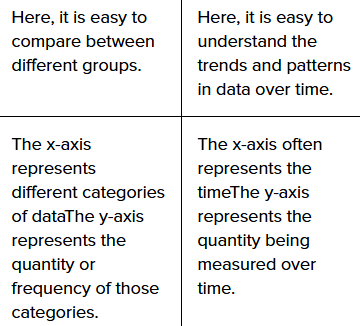 Here, it is easy to
compare between
different groups.
Here, it is easy to
understand the
trends and patterns
in data over time.
The x-axis
represents
different categories
of dataThe y-axis
represents the
quantity or
frequency of those
categories.
The x-axis often
represents the
timeThe y-axis
represents the
quantity being
measured over
time.